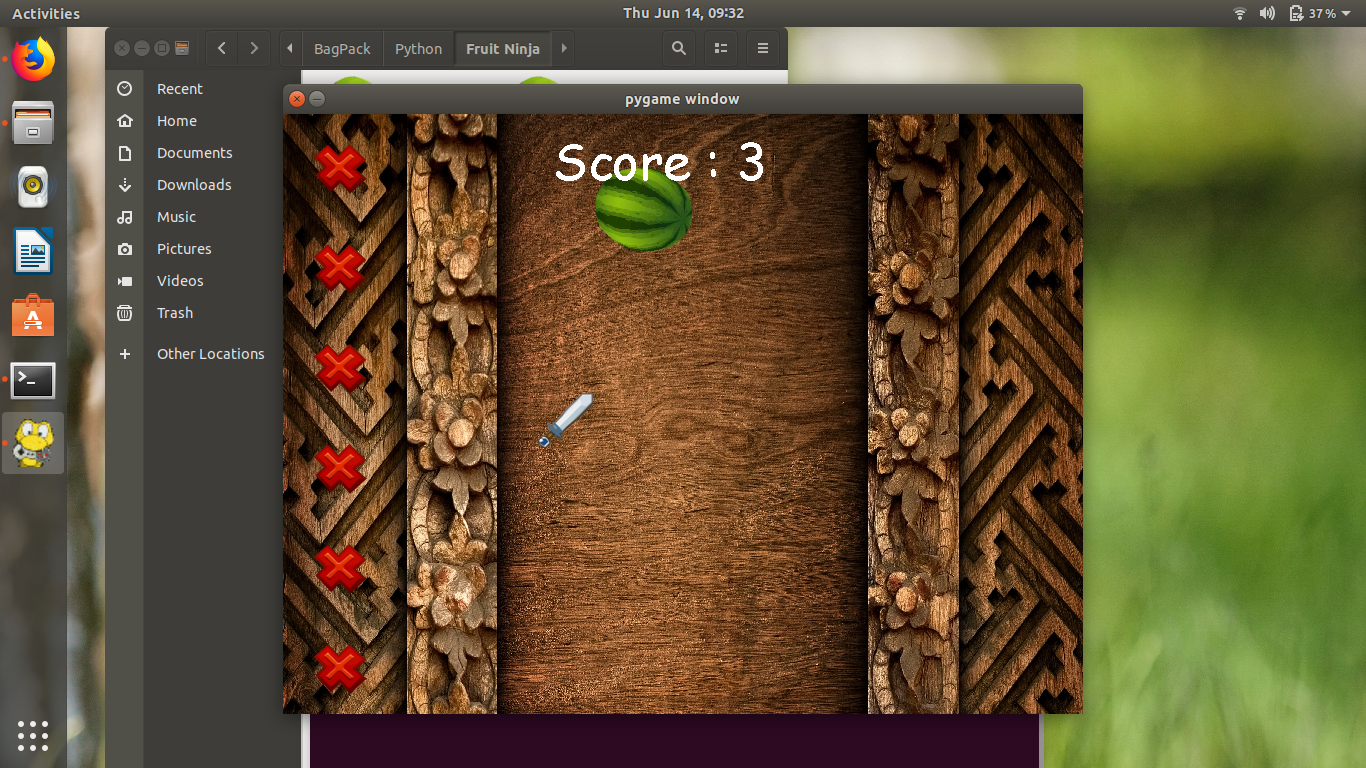 Activities
Thu Jun 14, 09:32
37 %
BagPack
Python
Fruit Ninja
Recent
Home
Documents
Downloads
Music
Pictures
Videos
Trash
Other Locations
pygame window
Score : 3